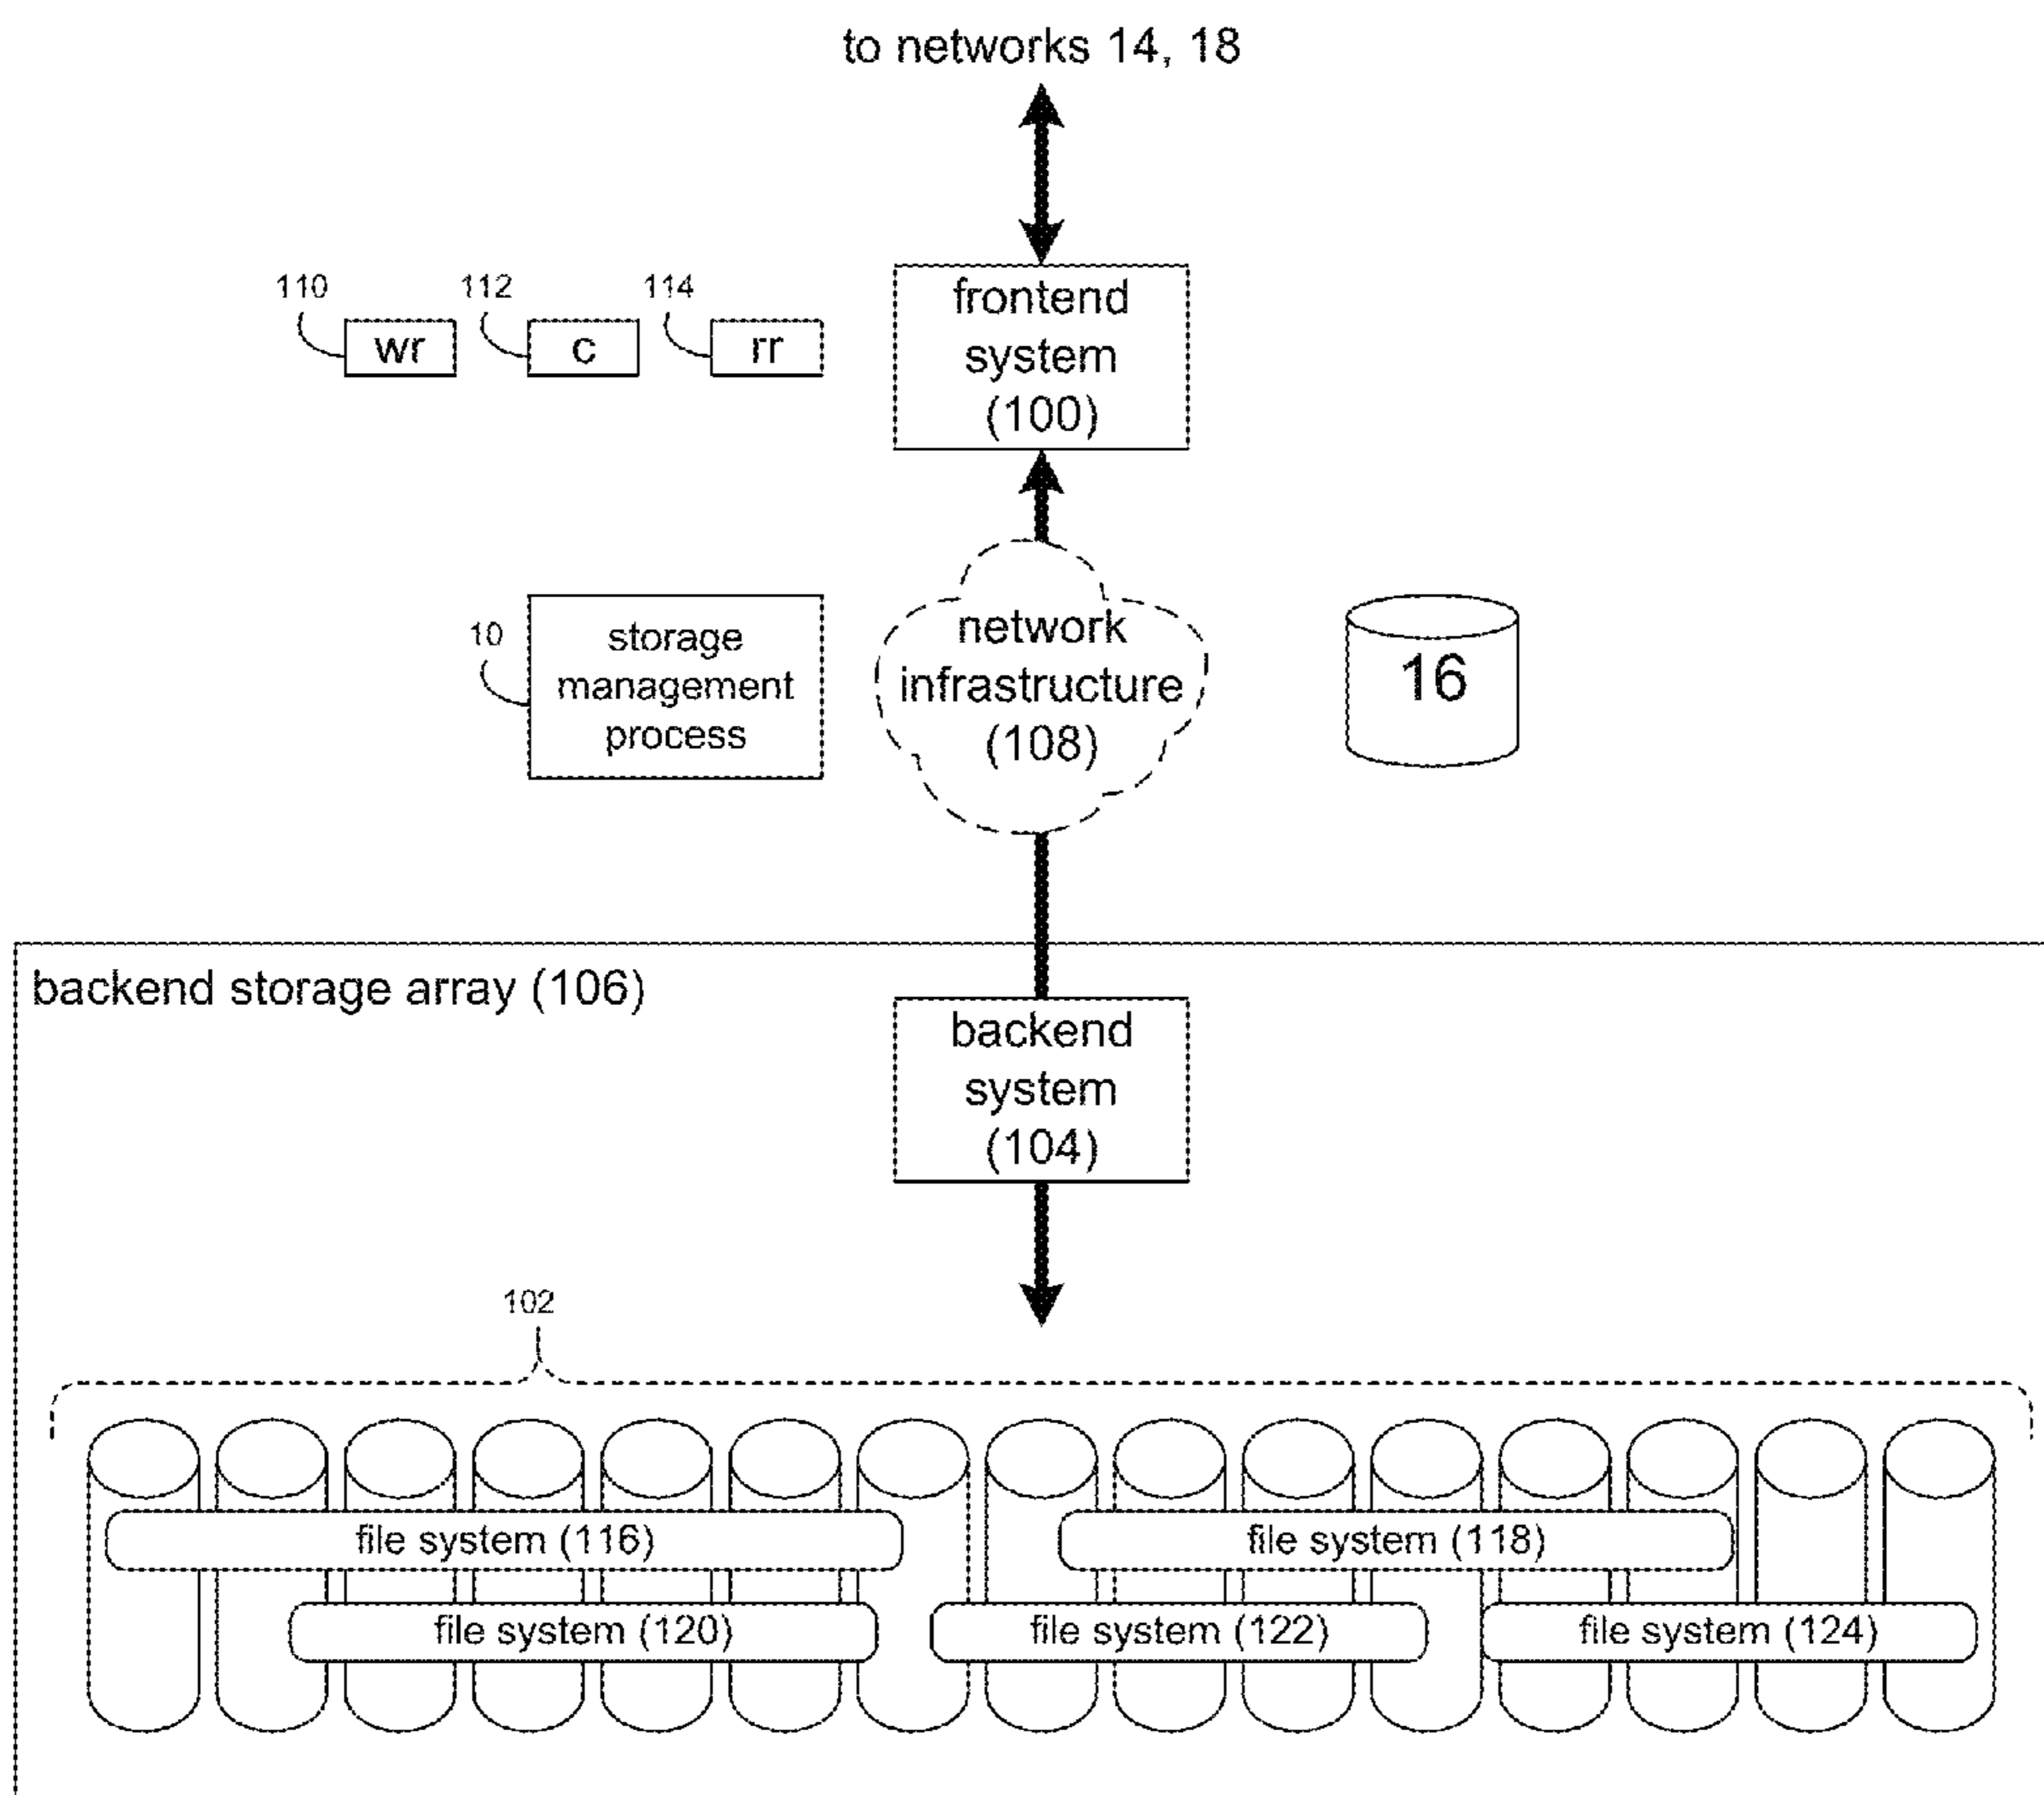 to networks 14, 18
110
112
114
wr
c
rr
frontend
system
(100)
10
storage
management
process
network
infrastructure
(108)
16
backend storage array (106)
backend
system
(104)
102
file system (116)
file system (118)
file system (120)
file system (122)
file system (124)